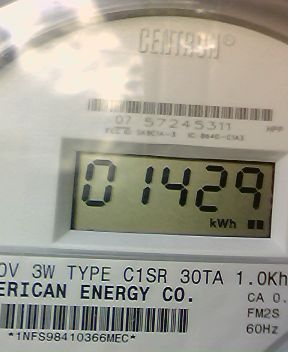 CENTRON®
07 57245311 HPP
01429
kWh
0V 3W TYPE C1SR 30TA 1.0Kh
ERICAN ENERGY CO.
CA 0.
FM2S
60Hz
*1NFS98410366MEC*